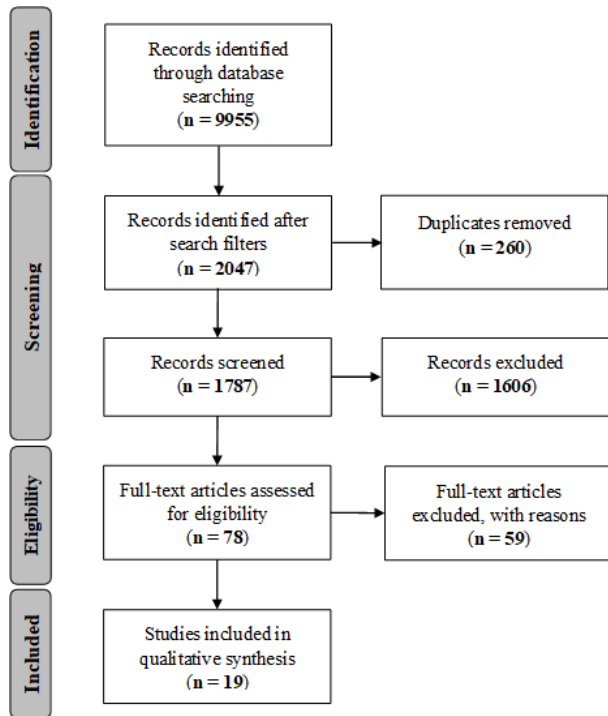 Identification
Records identified
through database
searching
(n = 9955)
Screening
Records identified after
search filters
(n = 2047)
Duplicates removed
(n = 260)
Records screened
(n = 1787)
Records excluded
(n = 1606)
Eligibility
Full-text articles assessed
for eligibility
(n = 78)
Full-text articles
excluded, with reasons
(n = 59)
Included
Studies included in
qualitative synthesis
(n = 19)